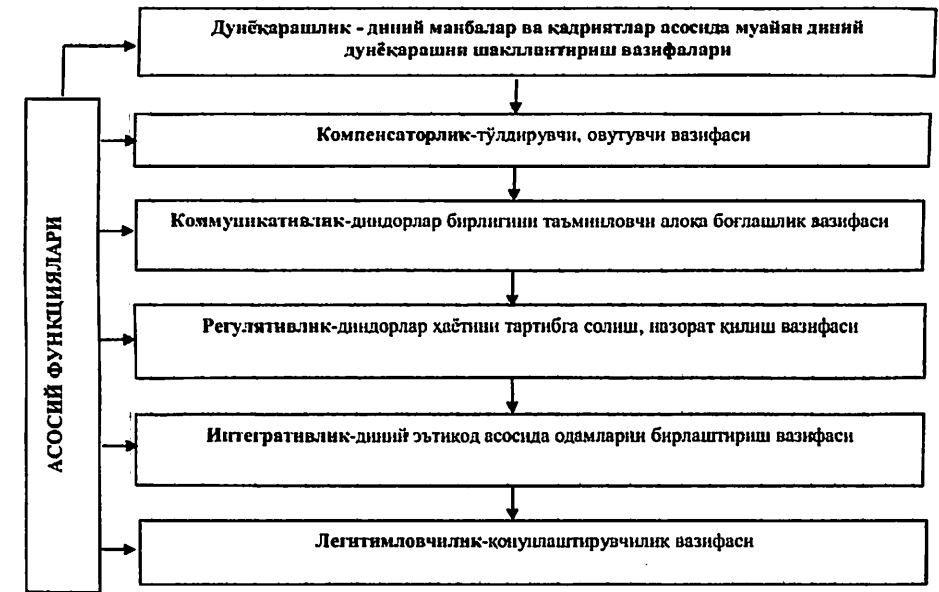 Дунёқарашлик - диний манбалар ва қадриятлар асосида муайян диний
дунёқарашни шакллантириш вазифалари
АСОСИЙ ФУНКЦИЯЛАРИ
Компенсаторлик-тўлдирувчи, овутувчи вазифаси
Коммуникативлик-диндорлар бирлигини таъминловчи алоқа боғлашлик вазифаси
Регулятивлик-диндорлар хаётини тартибга солиш, назорат қилиш вазифаси
Интегративлик-диний эътиқод асосида одамларни бирлаштириш вазифаси
Легитимловчилик-қонунлаштирувчилик вазифаси